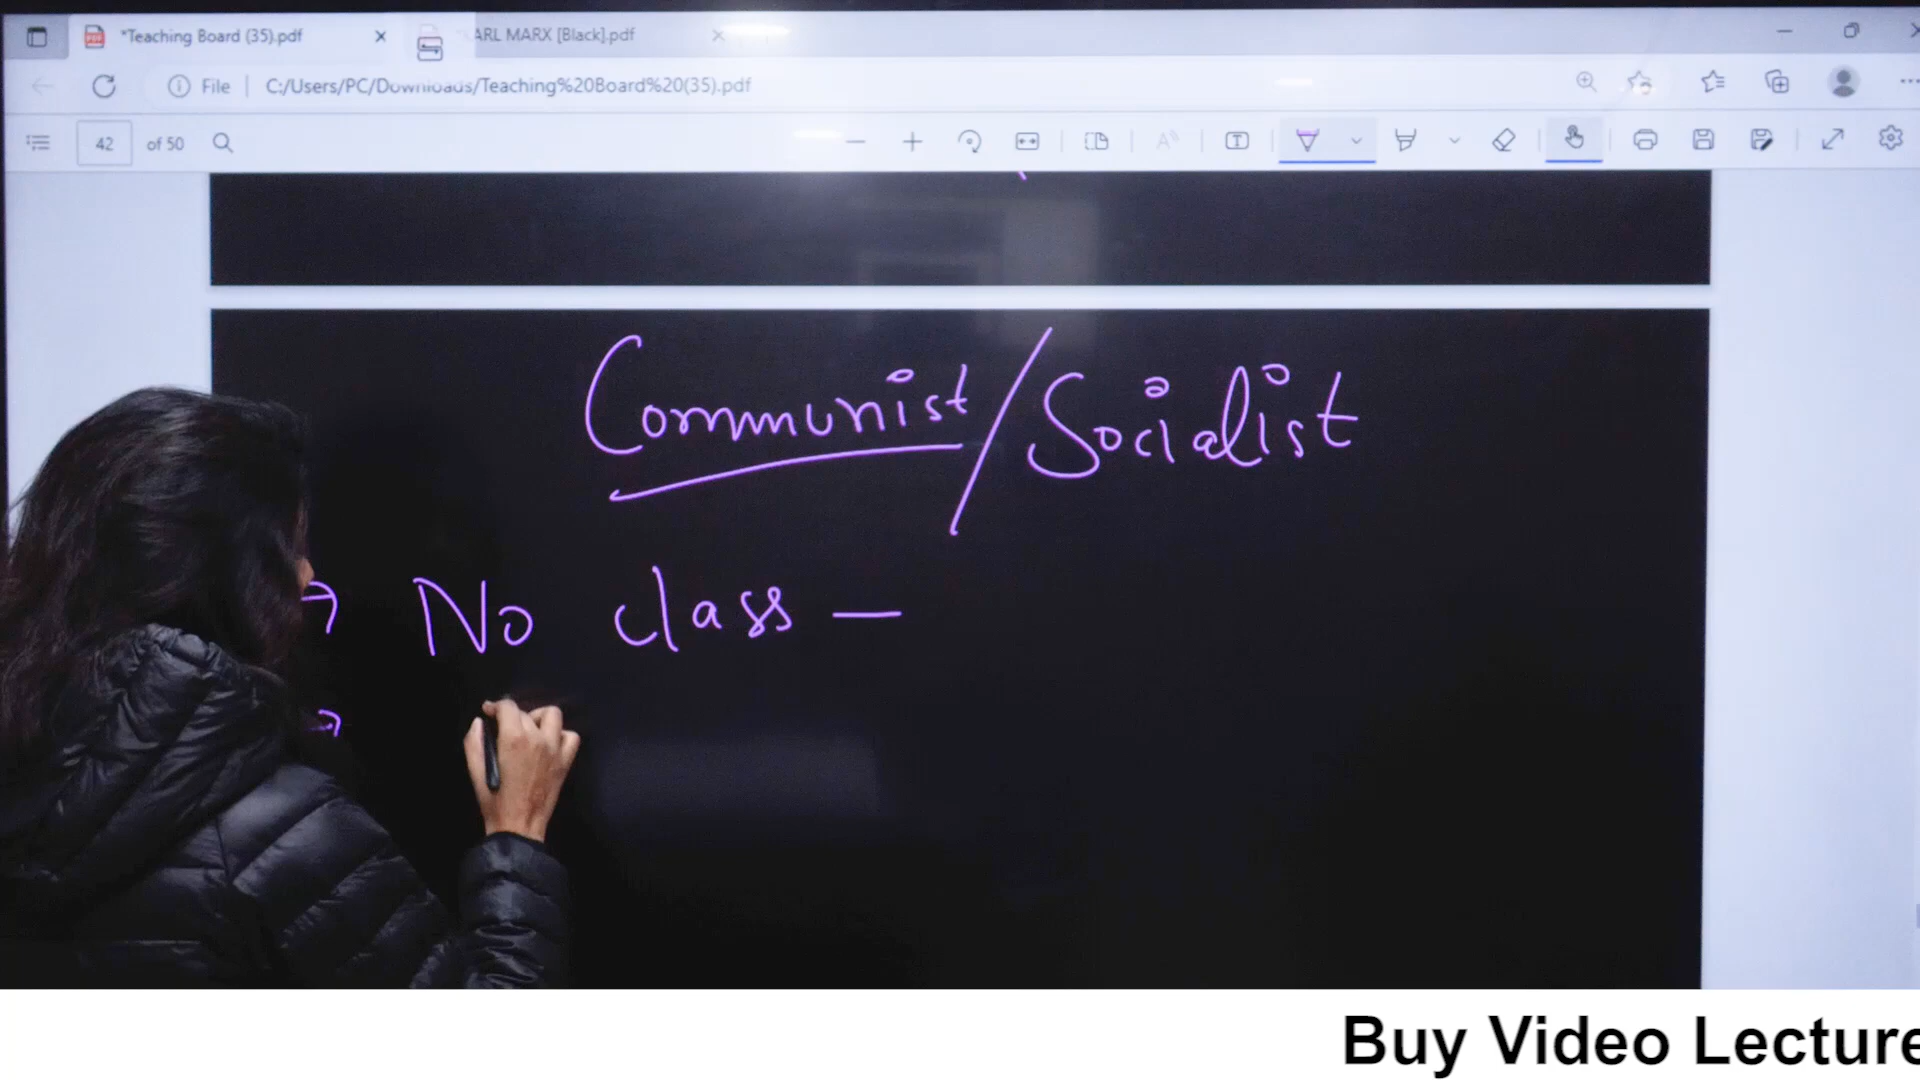 *Teaching Board (35).pdf ARL MARX [Black].pdf
File C:/Users/PC/Downloads/Teaching%20Board%20(35).pdf
42 of 50
Communist/Socialist
→ No class —
→
Buy Video Lecture